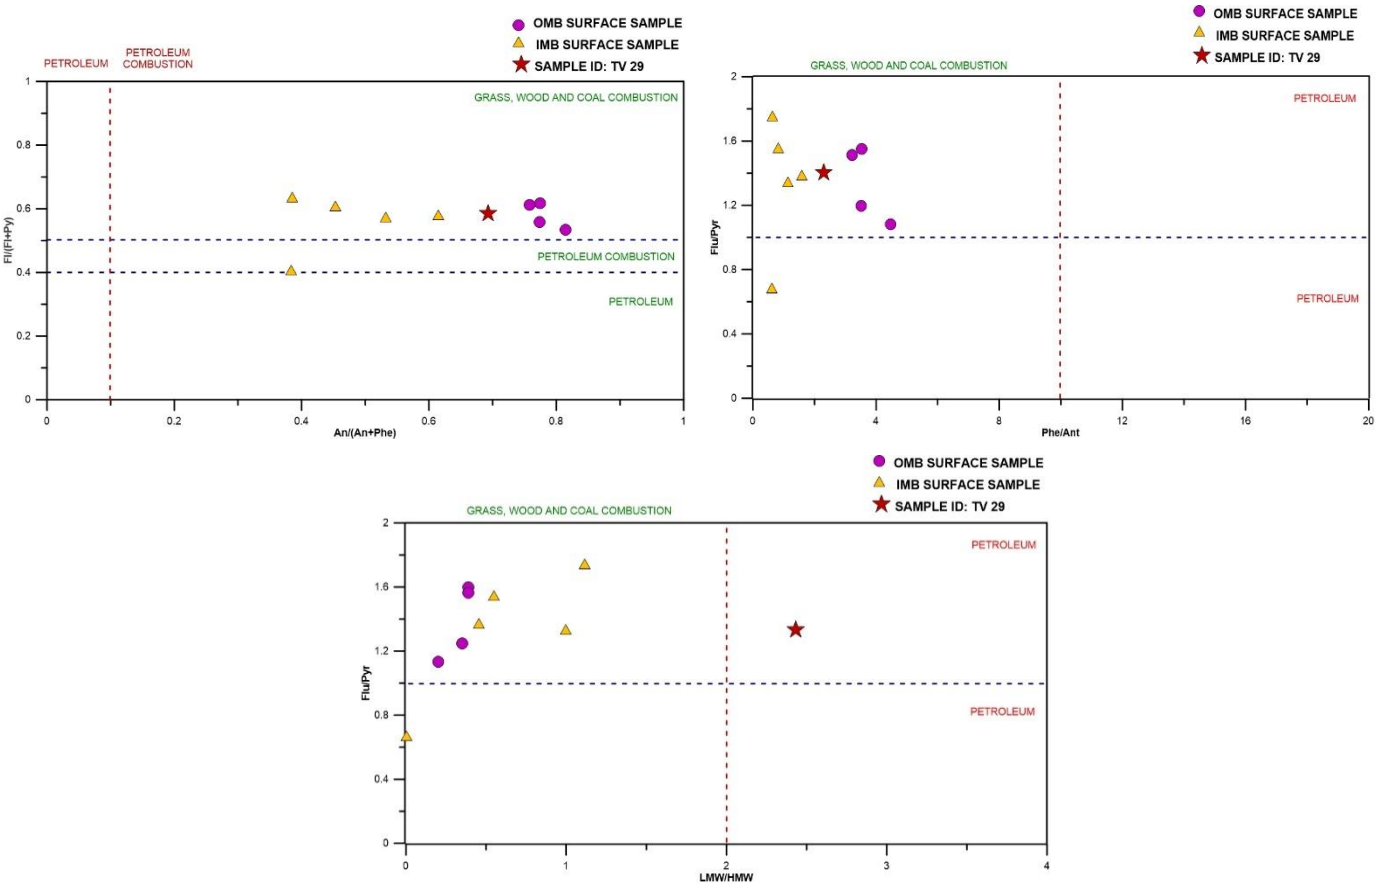 OMB SURFACE SAMPLE
IMB SURFACE SAMPLE
SAMPLE ID: TV 29
PETROLEUM
PETROLEUM
COMBUSTION
GRASS, WOOD AND COAL COMBUSTION
PETROLEUM COMBUSTION
PETROLEUM
1
0.8
0.6
0.4
0.2
0
Fl/(Fl+Py)
0
0.2
0.4
0.6
0.8
1
An/(An+Phe)
OMB SURFACE SAMPLE
IMB SURFACE SAMPLE
SAMPLE ID: TV 29
GRASS, WOOD AND COAL COMBUSTION
PETROLEUM
PETROLEUM
2
1.6
1.2
0.8
0.4
0
Flu/Pyr
0
4
8
12
16
20
Phe/Ant
OMB SURFACE SAMPLE
IMB SURFACE SAMPLE
SAMPLE ID: TV 29
GRASS, WOOD AND COAL COMBUSTION
PETROLEUM
PETROLEUM
2
1.6
1.2
0.8
0.4
0
Flu/Pyr
0
1
2
3
4
LMW/HMW